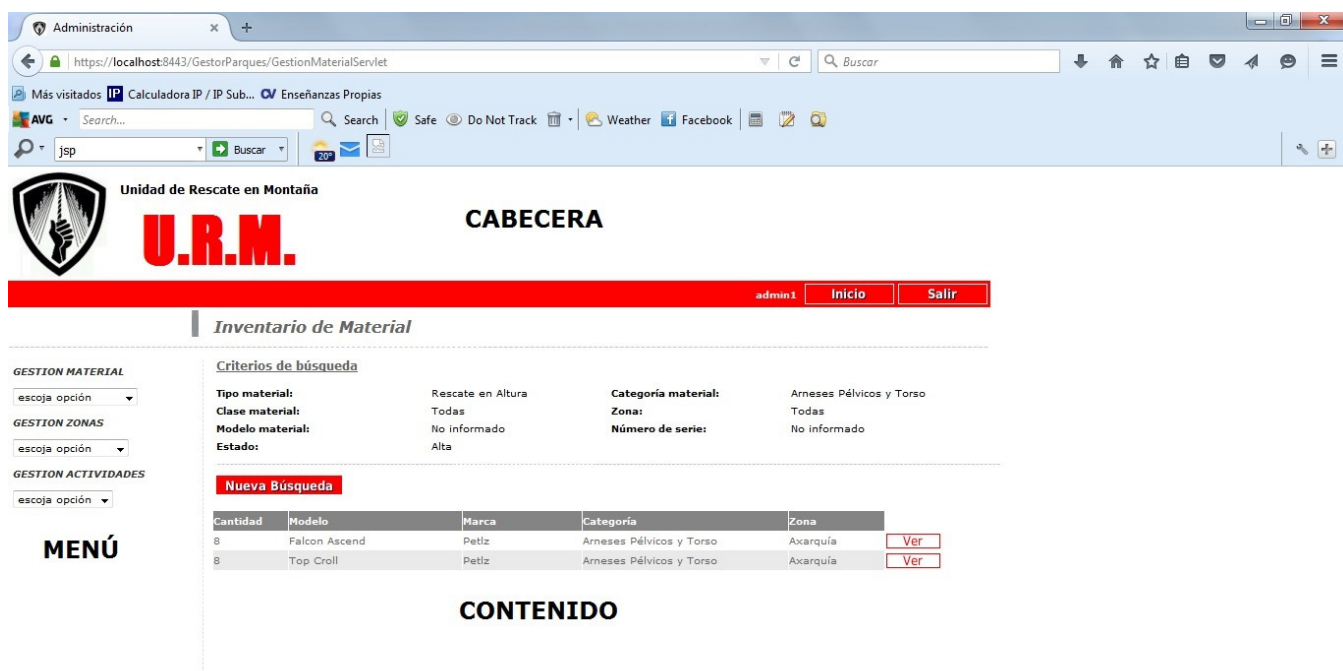 Administración
https://localhost:8443/GestorParques/GestionMaterialServlet
Buscar
Más visitados IP Calculadora IP / IP Sub... CV Enseñanzas Propias
AVG Search... Search Safe Do Not Track Weather Facebook
jsp Buscar 20°
Unidad de Rescate en Montaña
U.R.M.
CABECERA
admin1 Inicio Salir
Inventario de Material
GESTION MATERIAL
escoja opción
GESTION ZONAS
escoja opción
GESTION ACTIVIDADES
escoja opción
MENÚ
Criterios de búsqueda
Tipo material: Rescate en Altura Categoría material: Arneses Pélvicos y Torso
Clase material: Todas Zona: Todas
Modelo material: No informado Número de serie: No informado
Estado: Alta
Nueva Búsqueda
Cantidad Modelo Marca Categoría Zona
8 Falcon Ascend Petlz Arneses Pélvicos y Torso Axarquía Ver
8 Top Croll Petlz Arneses Pélvicos y Torso Axarquía Ver
CONTENIDO